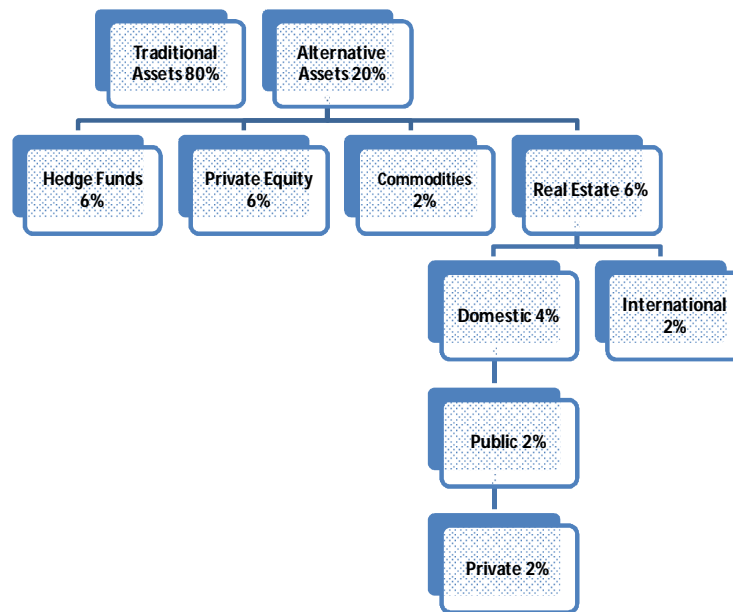 Traditional
Assets 80%
Alternative
Assets 20%
Hedge Funds
6%
Private Equity
6%
Commodities
2%
Real Estate 6%
Domestic 4%
International
2%
Public 2%
Private 2%